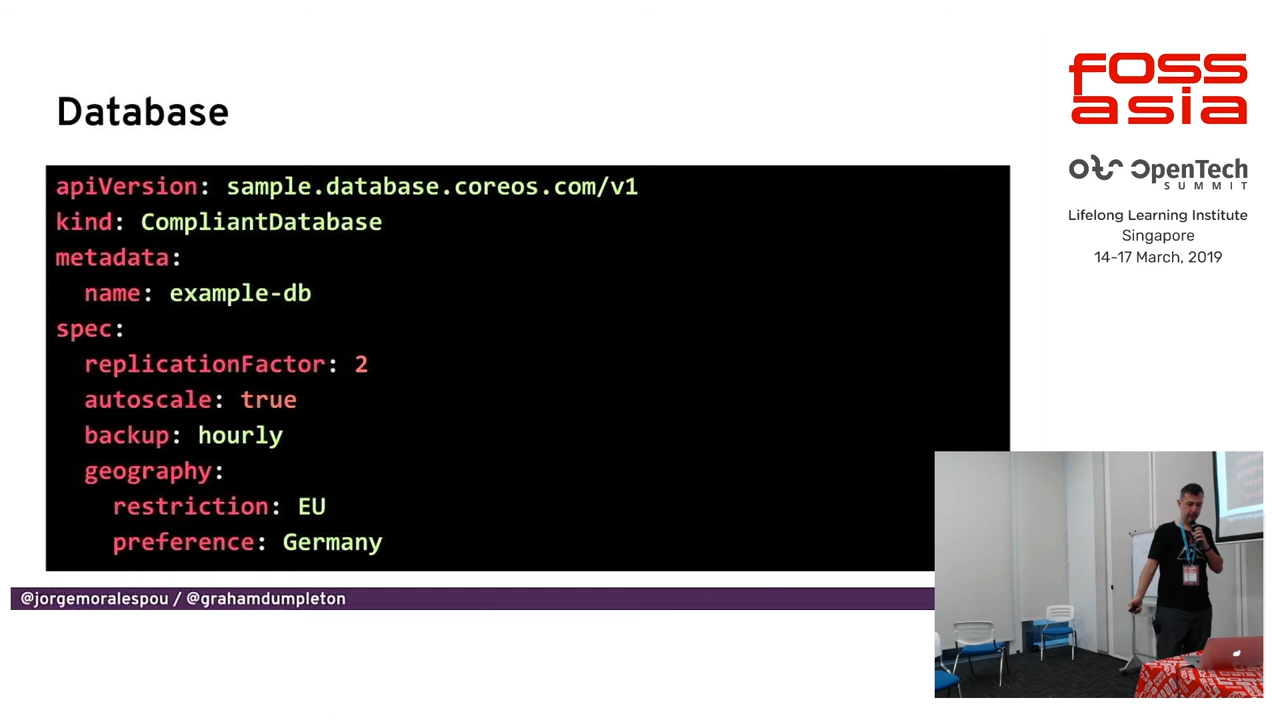 Database
apiVersion: sample.database.coreos.com/v1
kind: CompliantDatabase
metadata:
  name: example-db
spec:
  replicationFactor: 2
  autoscale: true
  backup: hourly
  geography:
    restriction: EU
    preference: Germany
@jorgemoralespou / @grahamdumpleton
fOSS
asia
OpenTech
SUMMIT
Lifelong Learning Institute
Singapore
14-17 March, 2019